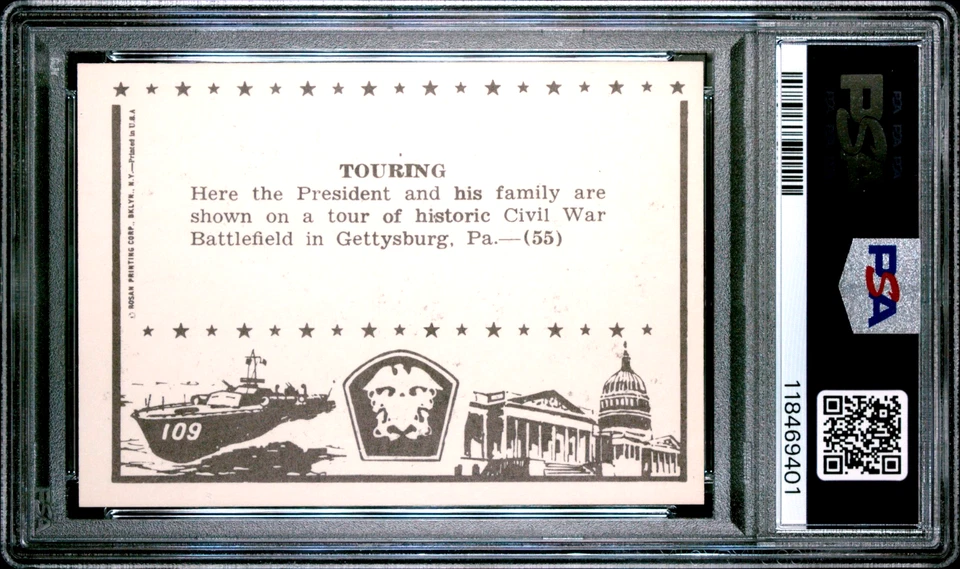 TOURING
Here the President and his family are
shown on a tour of historic Civil War
Battlefield in Gettysburg, Pa.—(55)
© ROSAN PRINTING CORP., BKLYN., N.Y.—Printed in U.S.A
109
PSA
PSA
118469401